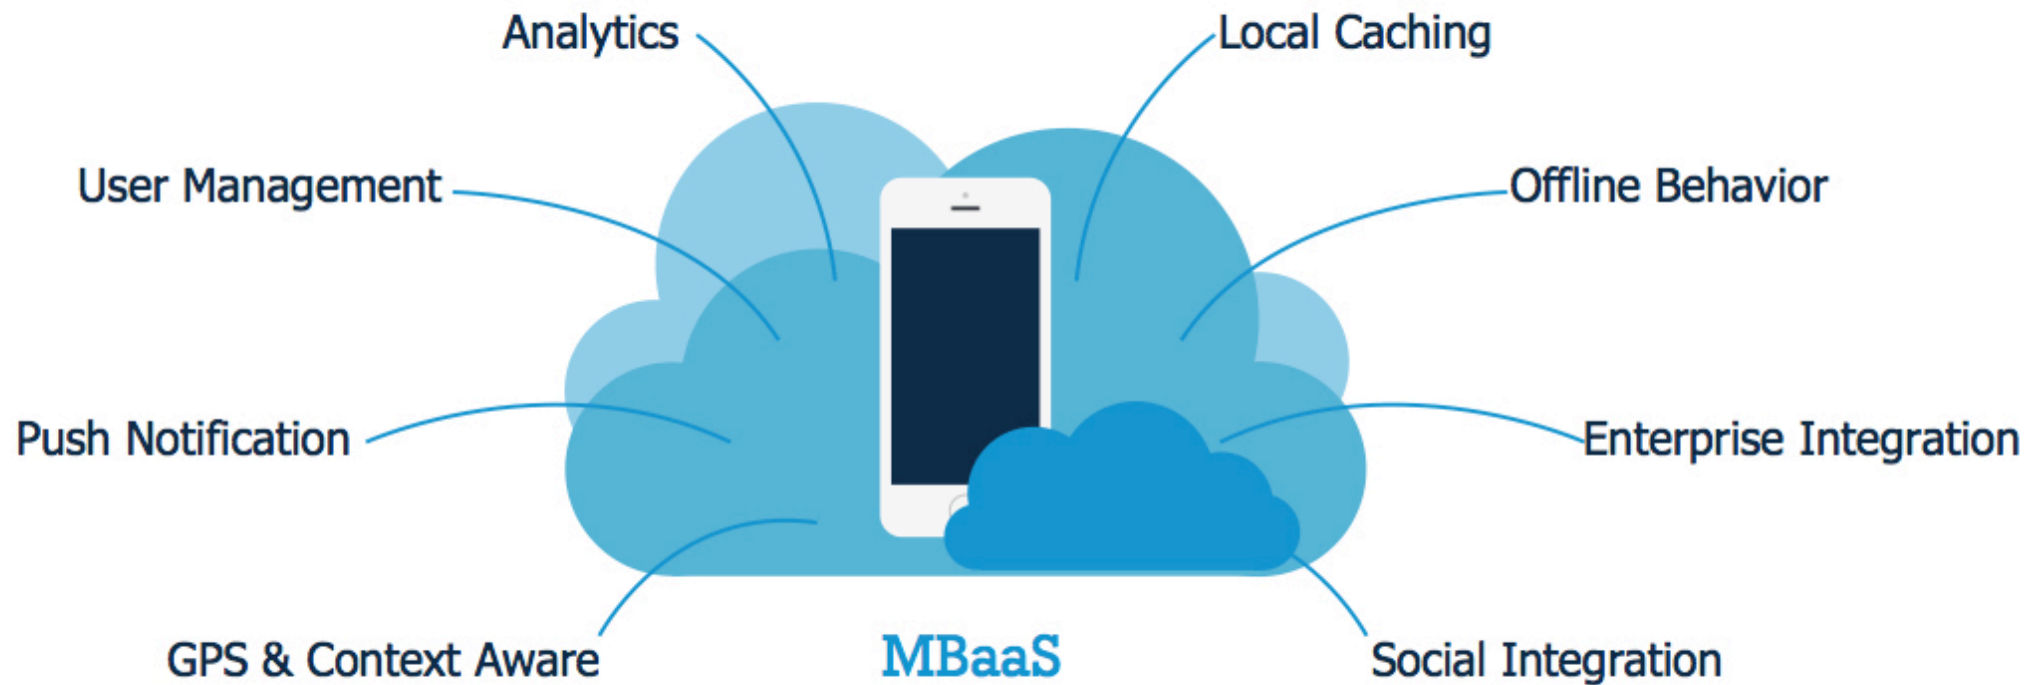 Analytics
Local Caching
User Management
Offline Behavior
Push Notification
Enterprise Integration
GPS & Context Aware
MBaaS
Social Integration